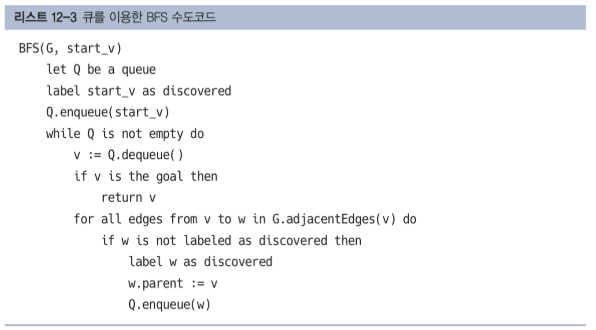 리스트 12-3 큐를 이용한 BFS 수도코드
BFS(G, start_v)
    let Q be a queue
    label start_v as discovered
    Q.enqueue(start_v)
    while Q is not empty do
        v := Q.dequeue()
        if v is the goal then
            return v
        for all edges from v to w in G.adjacentEdges(v) do
            if w is not labeled as discovered then
                label w as discovered
                w.parent := v
                Q.enqueue(w)